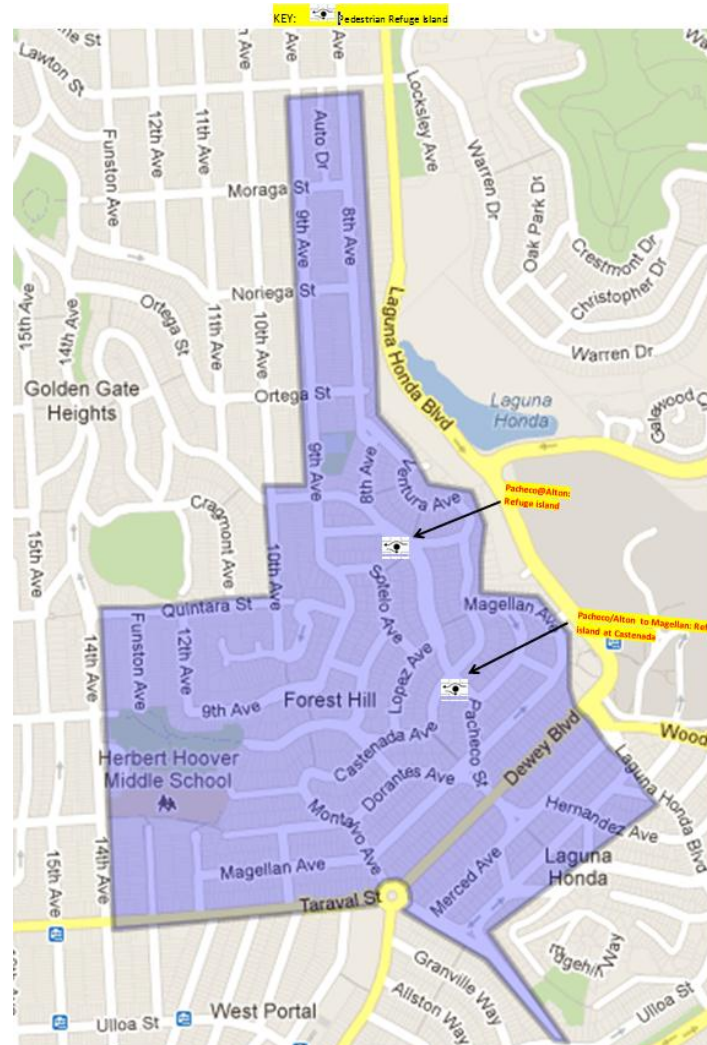 KEY: Pedestrian Refuge Island
Lawton St
Funston Ave
12th Ave
11th Ave
Locksley Ave
Auto Dr
Warren Dr
Oak Park Dr
Moraga St
9th Ave
8th Ave
Crestmont Dr
Christopher Dr
Noriega St
Laguna Honda Blvd
Warren Dr
15th Ave
14th Ave
Ortega St
11th Ave
10th Ave
Golden Gate
Heights
Ortega St
Laguna
Honda
9th Ave
8th Ave
Ventura Ave
Pacheco@Alton:
Refuge island
Cragmont Ave
10th Ave
15th Ave
14th Ave
Quintara St
Sotelo Ave
Magellan Ave
Pacheco/Alton to Magellan: Ref
island at Castenada
Funston Ave
12th Ave
9th Ave
Forest Hill
Lopez Ave
Pacheco St
Castenada Ave
Dewey Blvd
Wood
Herbert Hoover
Middle School
Dorantes Ave
Montalvo Ave
Laguna Honda Blvd
Hernandez Ave
14th Ave
15th Ave
Magellan Ave
Merced Ave
Laguna
Honda
Taraval St
Granville Way
Allston Way
West Portal
Ulloa St
Ulloa St